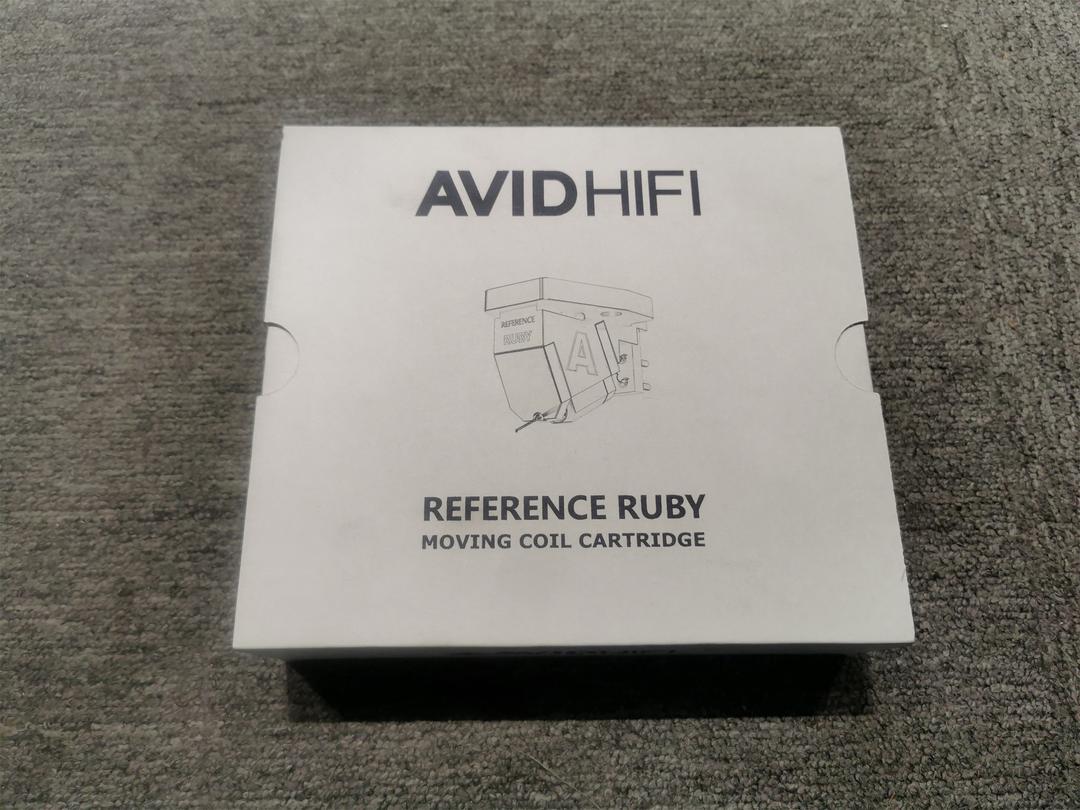 AVIDHIFI
REFERENCE
RUBY
A
REFERENCE RUBY
MOVING COIL CARTRIDGE